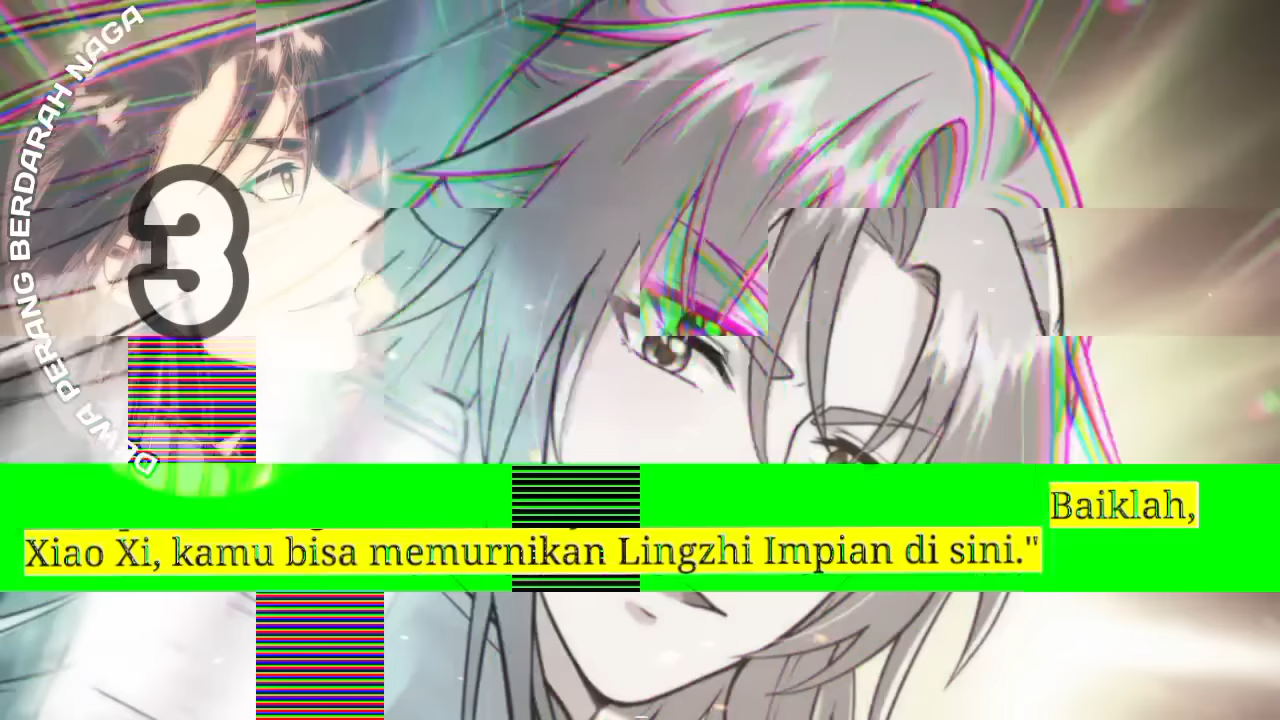 DEWA PERANG BERDARAH NAGA
3
Baiklah,
Xiao Xi, kamu bisa memurnikan Lingzhi Impian di sini."